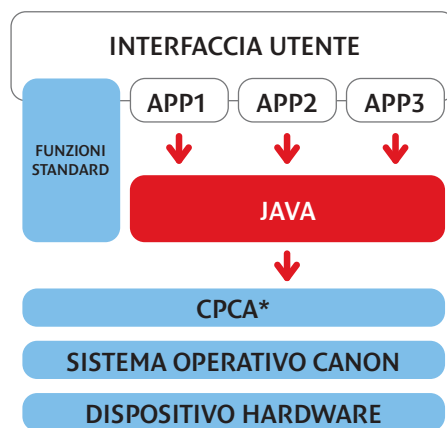 INTERFACCIA UTENTE
APP1 APP2 APP3
FUNZIONI
STANDARD
JAVA
CPCA*
SISTEMA OPERATIVO CANON
DISPOSITIVO HARDWARE